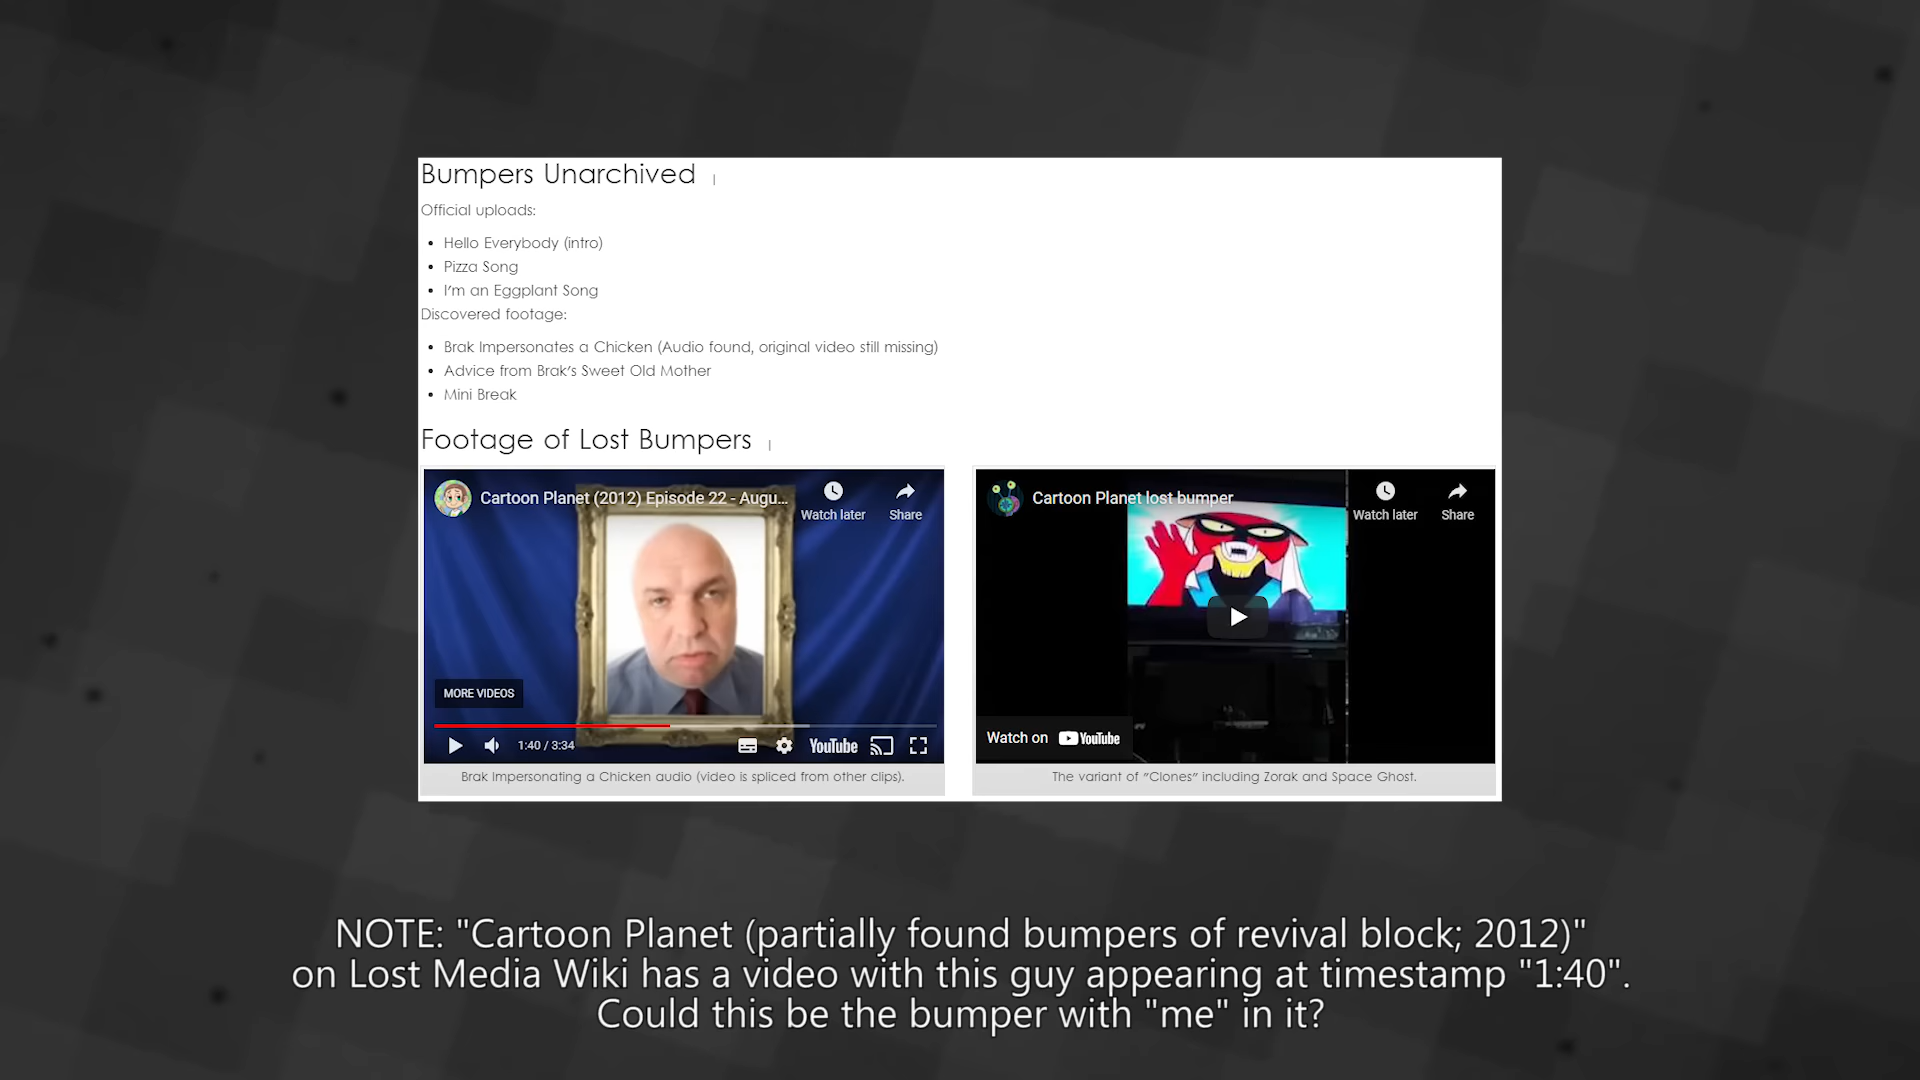 Bumpers Unarchived
Official uploads:
• Hello Everybody (intro)
• Pizza Song
• I'm an Eggplant Song
Discovered footage:
• Brak Impersonates a Chicken (Audio found, original video still missing)
• Advice from Brak's Sweet Old Mother
• Mini Break
Footage of Lost Bumpers
Cartoon Planet (2012) Episode 22 - Augu...
Watch later
Share
MORE VIDEOS
1:40 / 3:34
YouTube
Brak Impersonating a Chicken audio (video is spliced from other clips).
Cartoon Planet lost bumper
Watch later
Share
Watch on YouTube
The variant of "Clones" including Zorak and Space Ghost.
NOTE: "Cartoon Planet (partially found bumpers of revival block; 2012)"
on Lost Media Wiki has a video with this guy appearing at timestamp "1:40".
Could this be the bumper with "me" in it?